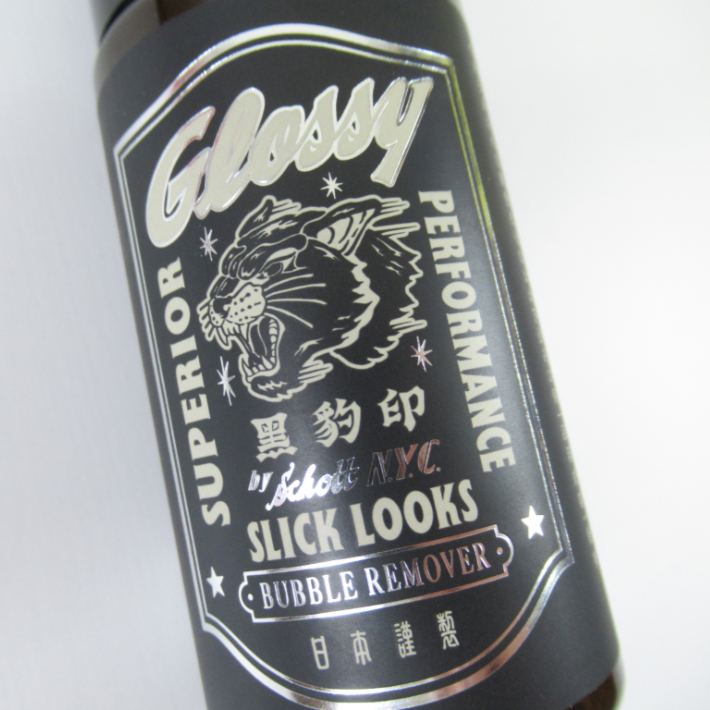 Glossy
SUPERIOR
PERFORMANCE
黒豹印
by Schott N.Y.C.
SLICK LOOKS
BUBBLE REMOVER
日本謹製